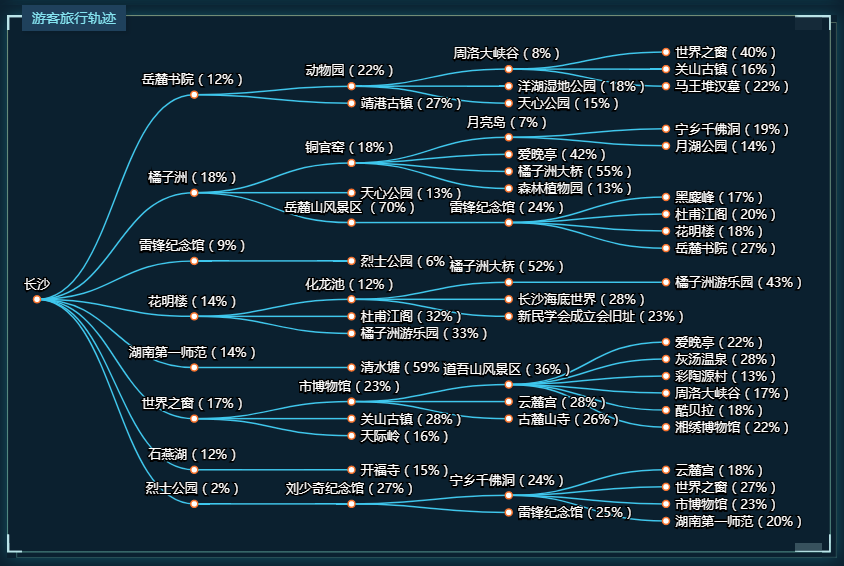 游客旅行轨迹
长沙
岳麓书院（12%）
动物园（22%）
周洛大峡谷（8%）
世界之窗（40%）
关山古镇（16%）
马王堆汉墓（22%）
洋湖湿地公园（18%）
天心公园（15%）
靖港古镇（27%）
橘子洲（18%）
铜官窑（18%）
月亮岛（7%）
宁乡千佛洞（19%）
月湖公园（14%）
爱晚亭（42%）
橘子洲大桥（55%）
森林植物园（13%）
天心公园（13%）
岳麓山风景区 （70%）
雷锋纪念馆（24%）
黑麋峰（17%）
杜甫江阁（20%）
花明楼（18%）
岳麓书院（27%）
雷锋纪念馆（9%）
烈士公园（6%）
花明楼（14%）
化龙池（12%）
橘子洲大桥（52%）
橘子洲游乐园（43%）
长沙海底世界（28%）
新民学会成立会旧址（23%）
杜甫江阁（32%）
橘子洲游乐园（33%）
湖南第一师范（14%）
清水塘（59%）
世界之窗（17%）
市博物馆（23%）
道吾山风景区（36%）
爱晚亭（22%）
灰汤温泉（28%）
彩陶源村（13%）
周洛大峡谷（17%）
酷贝拉（18%）
湘绣博物馆（22%）
云麓宫（28%）
古麓山寺（26%）
关山古镇（28%）
天际岭（16%）
石燕湖（12%）
开福寺（15%）
烈士公园（2%）
刘少奇纪念馆（27%）
宁乡千佛洞（24%）
云麓宫（18%）
世界之窗（27%）
市博物馆（23%）
湖南第一师范（20%）
雷锋纪念馆（25%）